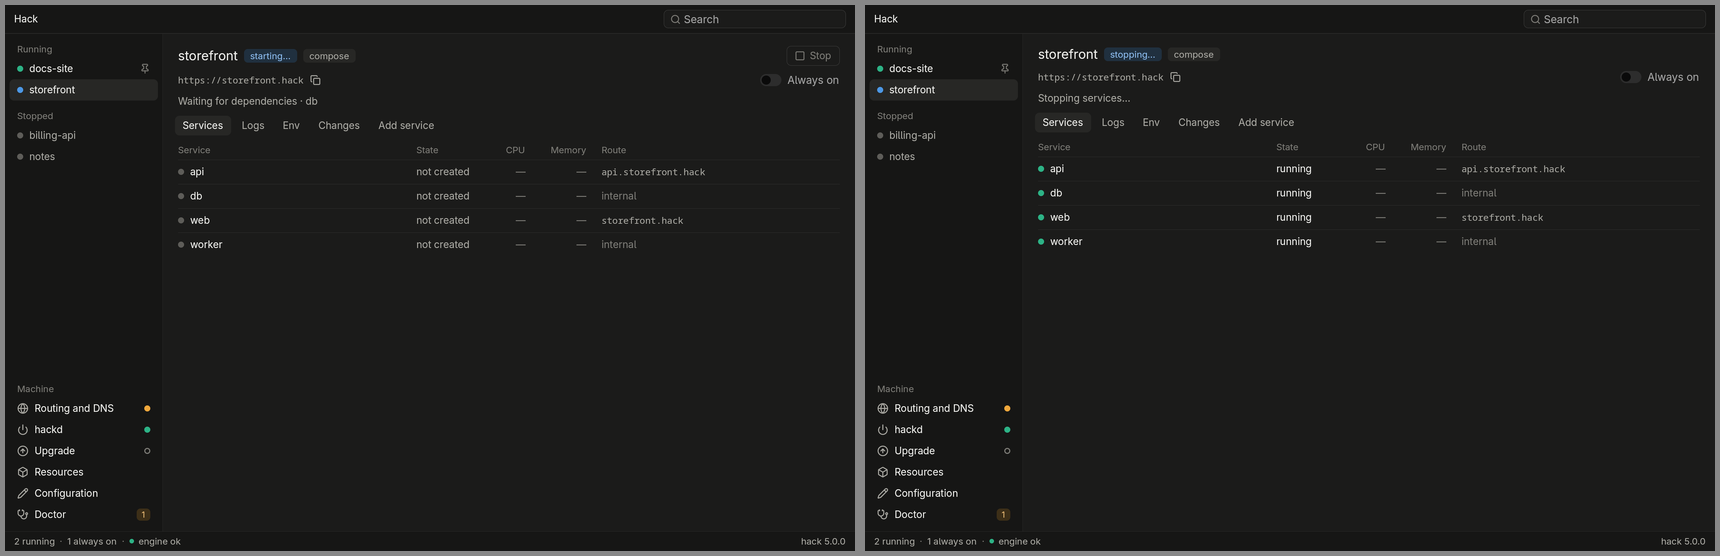 Hack
Search
Running
docs-site
storefront
Stopped
billing-api
notes
Machine
Routing and DNS
hackd
Upgrade
Resources
Configuration
Doctor 1
storefront starting... compose
Stop
https://storefront.hack
Always on
Waiting for dependencies · db
Services Logs Env Changes Add service
Service State CPU Memory Route
api not created — — api.storefront.hack
db not created — — internal
web not created — — storefront.hack
worker not created — — internal
2 running · 1 always on · engine ok
hack 5.0.0
Hack
Search
Running
docs-site
storefront
Stopped
billing-api
notes
Machine
Routing and DNS
hackd
Upgrade
Resources
Configuration
Doctor 1
storefront stopping... compose
https://storefront.hack
Always on
Stopping services...
Services Logs Env Changes Add service
Service State CPU Memory Route
api running — — api.storefront.hack
db running — — internal
web running — — storefront.hack
worker running — — internal
2 running · 1 always on · engine ok
hack 5.0.0